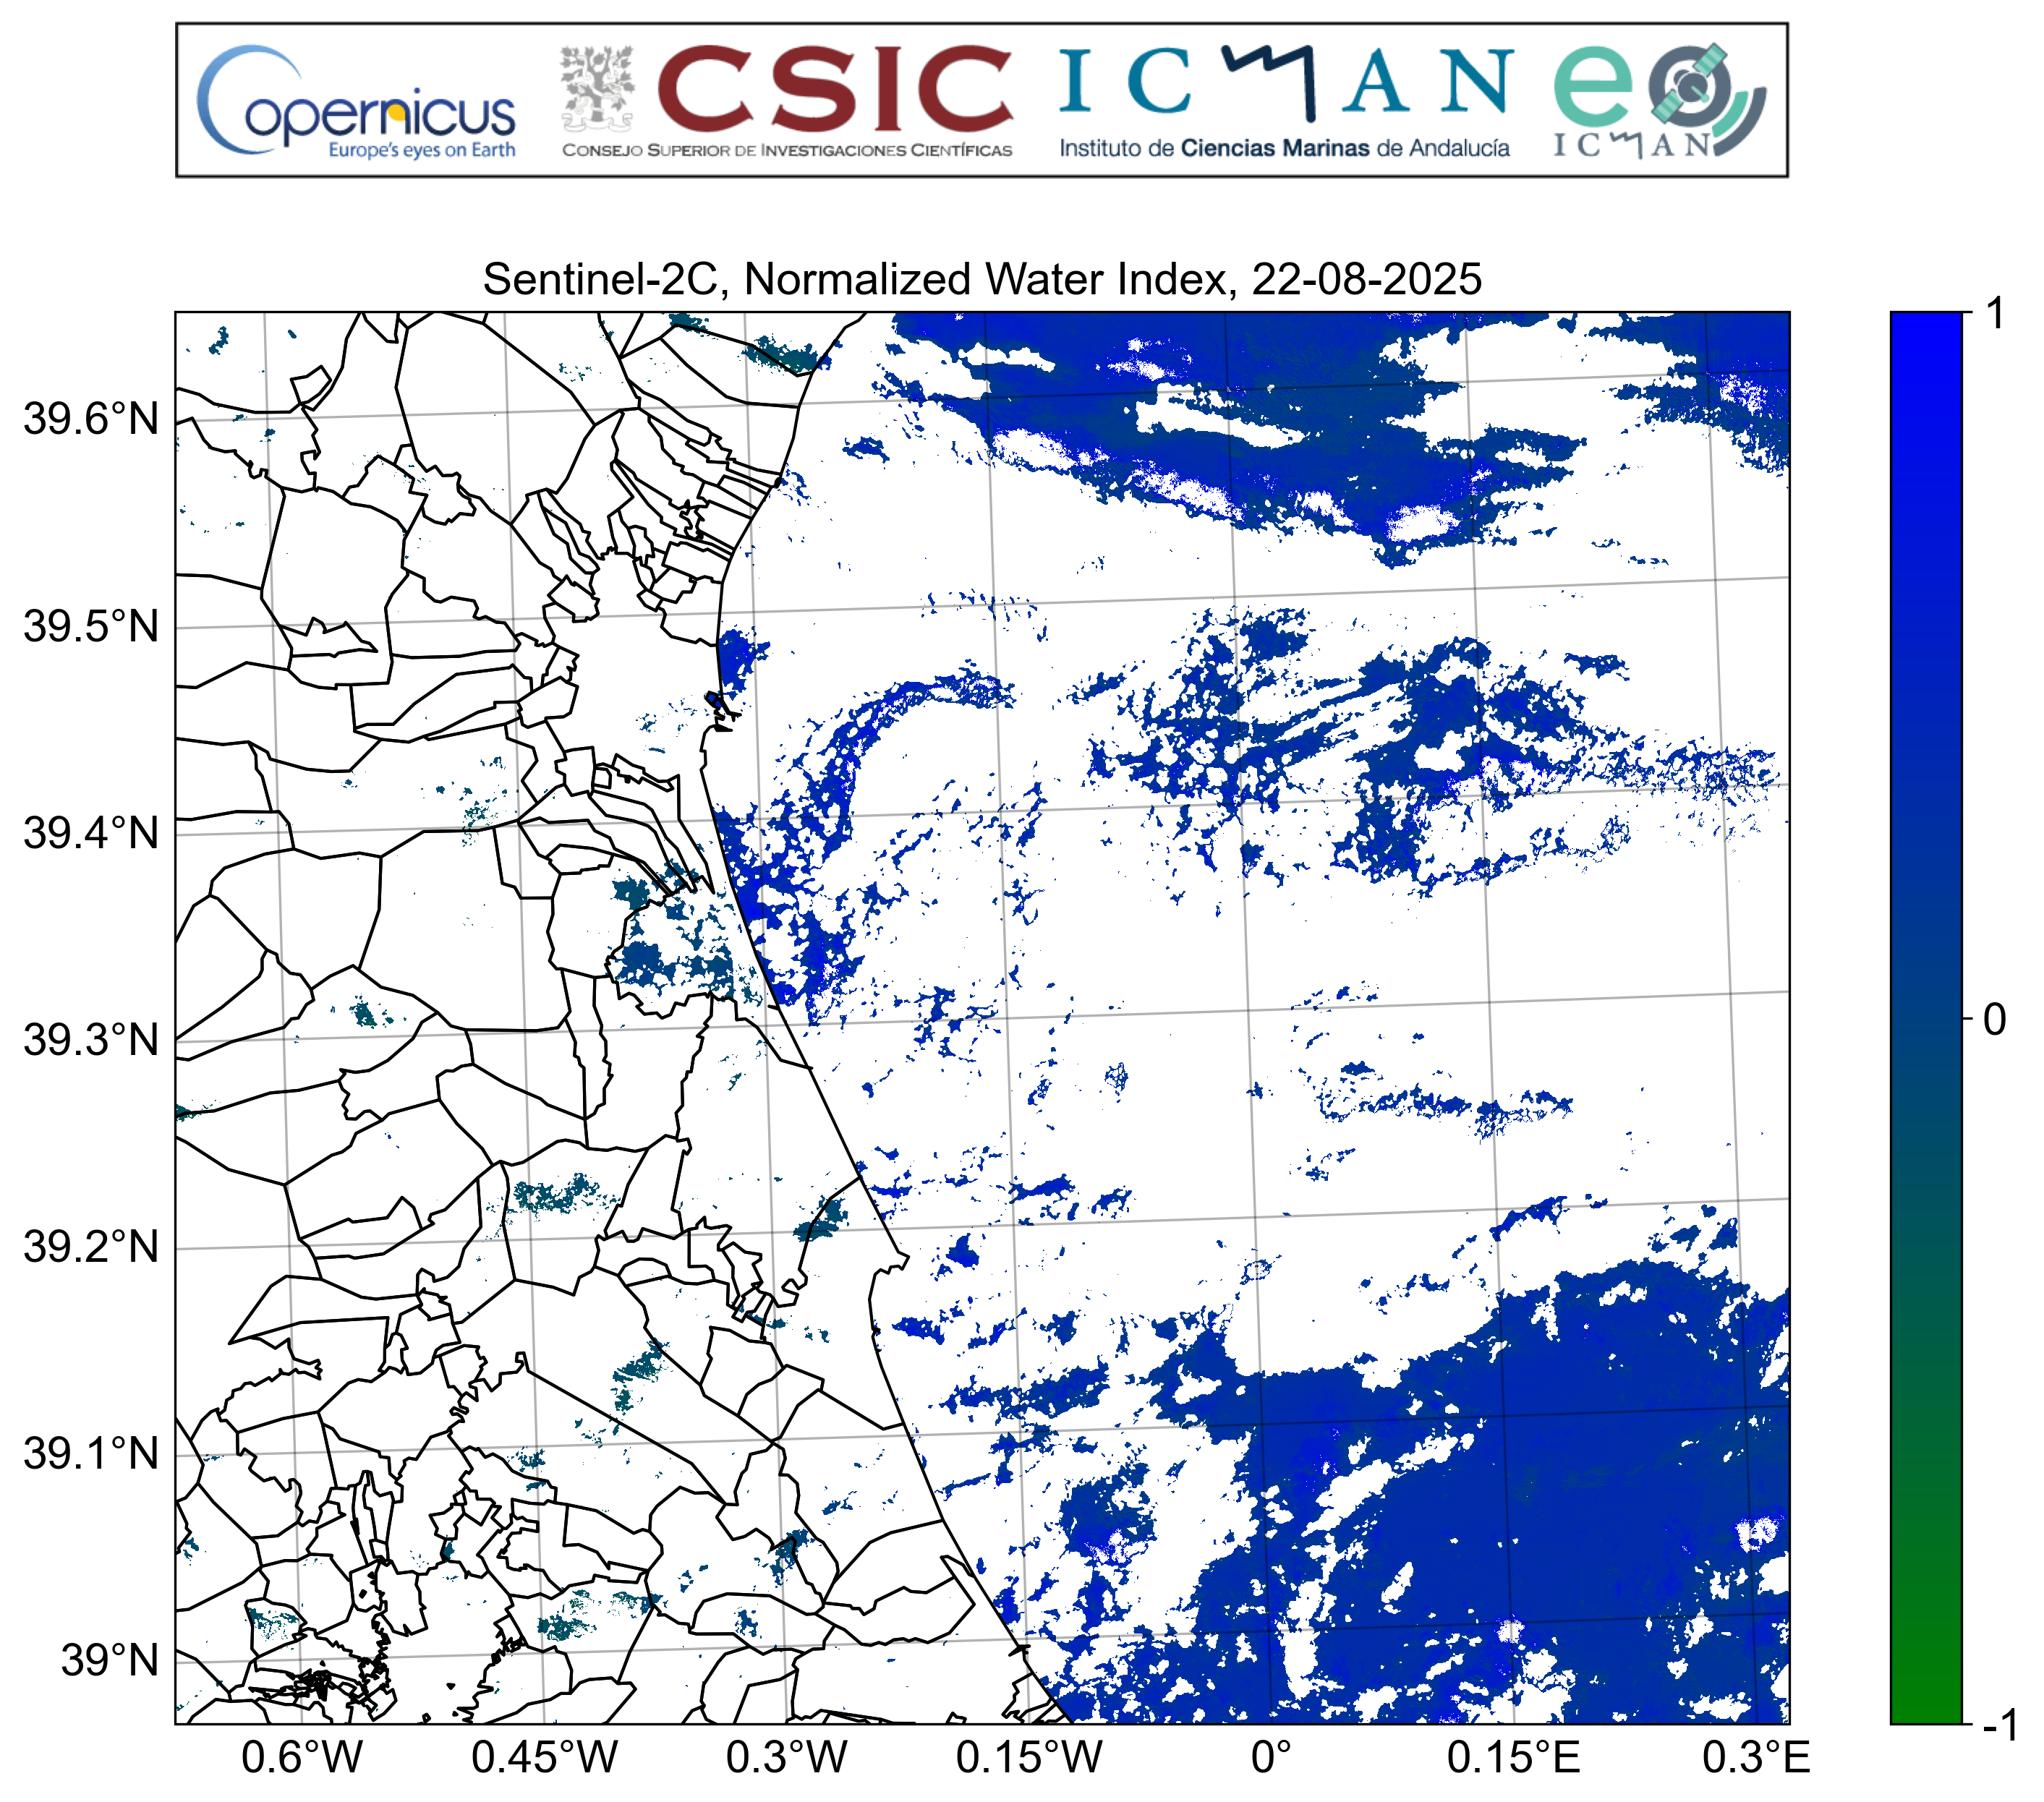 Copernicus
Europe's eyes on Earth
CSIC
CONSEJO SUPERIOR DE INVESTIGACIONES CIENTÍFICAS
ICMAN
Instituto de Ciencias Marinas de Andalucía
eo
ICMAN
Sentinel-2C, Normalized Water Index, 22-08-2025
39.6°N
39.5°N
39.4°N
39.3°N
39.2°N
39.1°N
39°N
0.6°W 0.45°W 0.3°W 0.15°W 0° 0.15°E 0.3°E
1
0
-1